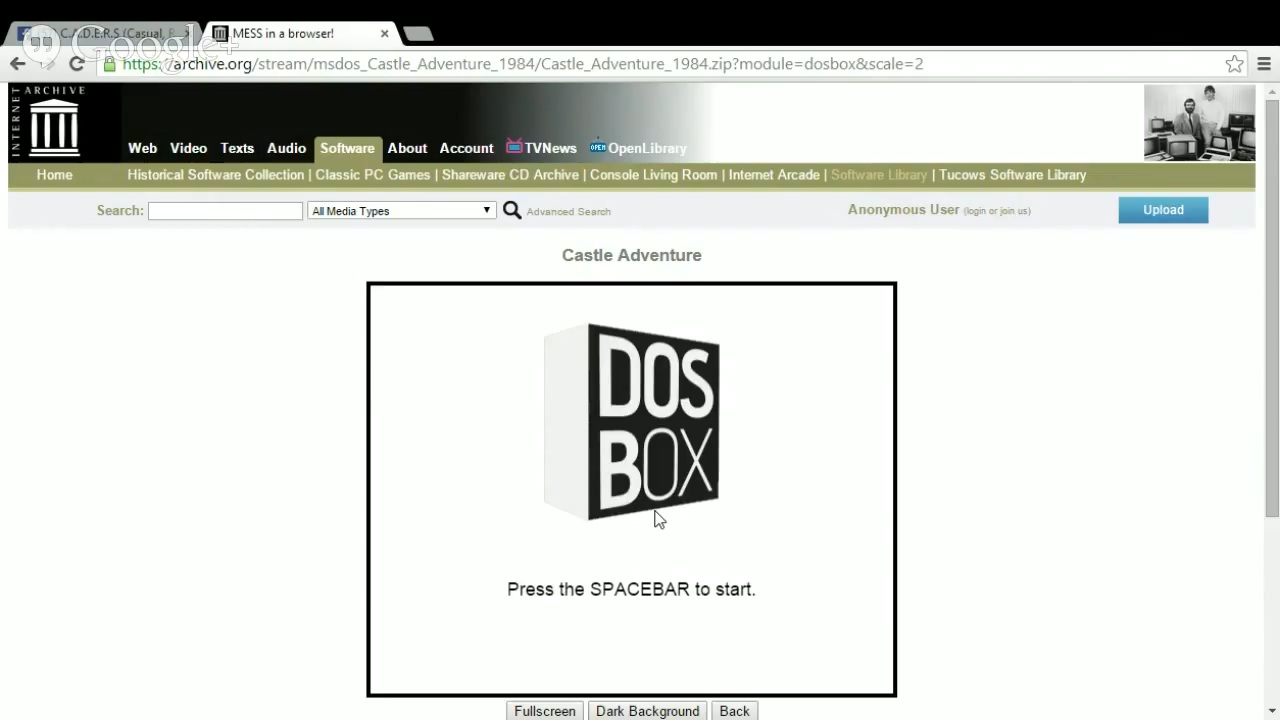 C.A.D.E.R.S (Casual,
MESS in a browser!
Google+
https://archive.org/stream/msdos_Castle_Adventure_1984/Castle_Adventure_1984.zip?module=dosbox&scale=2
INTERNET ARCHIVE
Web Video Texts Audio Software About Account TVNews OPEN OpenLibrary
Home Historical Software Collection | Classic PC Games | Shareware CD Archive | Console Living Room | Internet Arcade | Software Library | Tucows Software Library
Search: All Media Types Advanced Search Anonymous User (login or join us) Upload
Castle Adventure
DOS
BOX
Press the SPACEBAR to start.
Fullscreen Dark Background Back